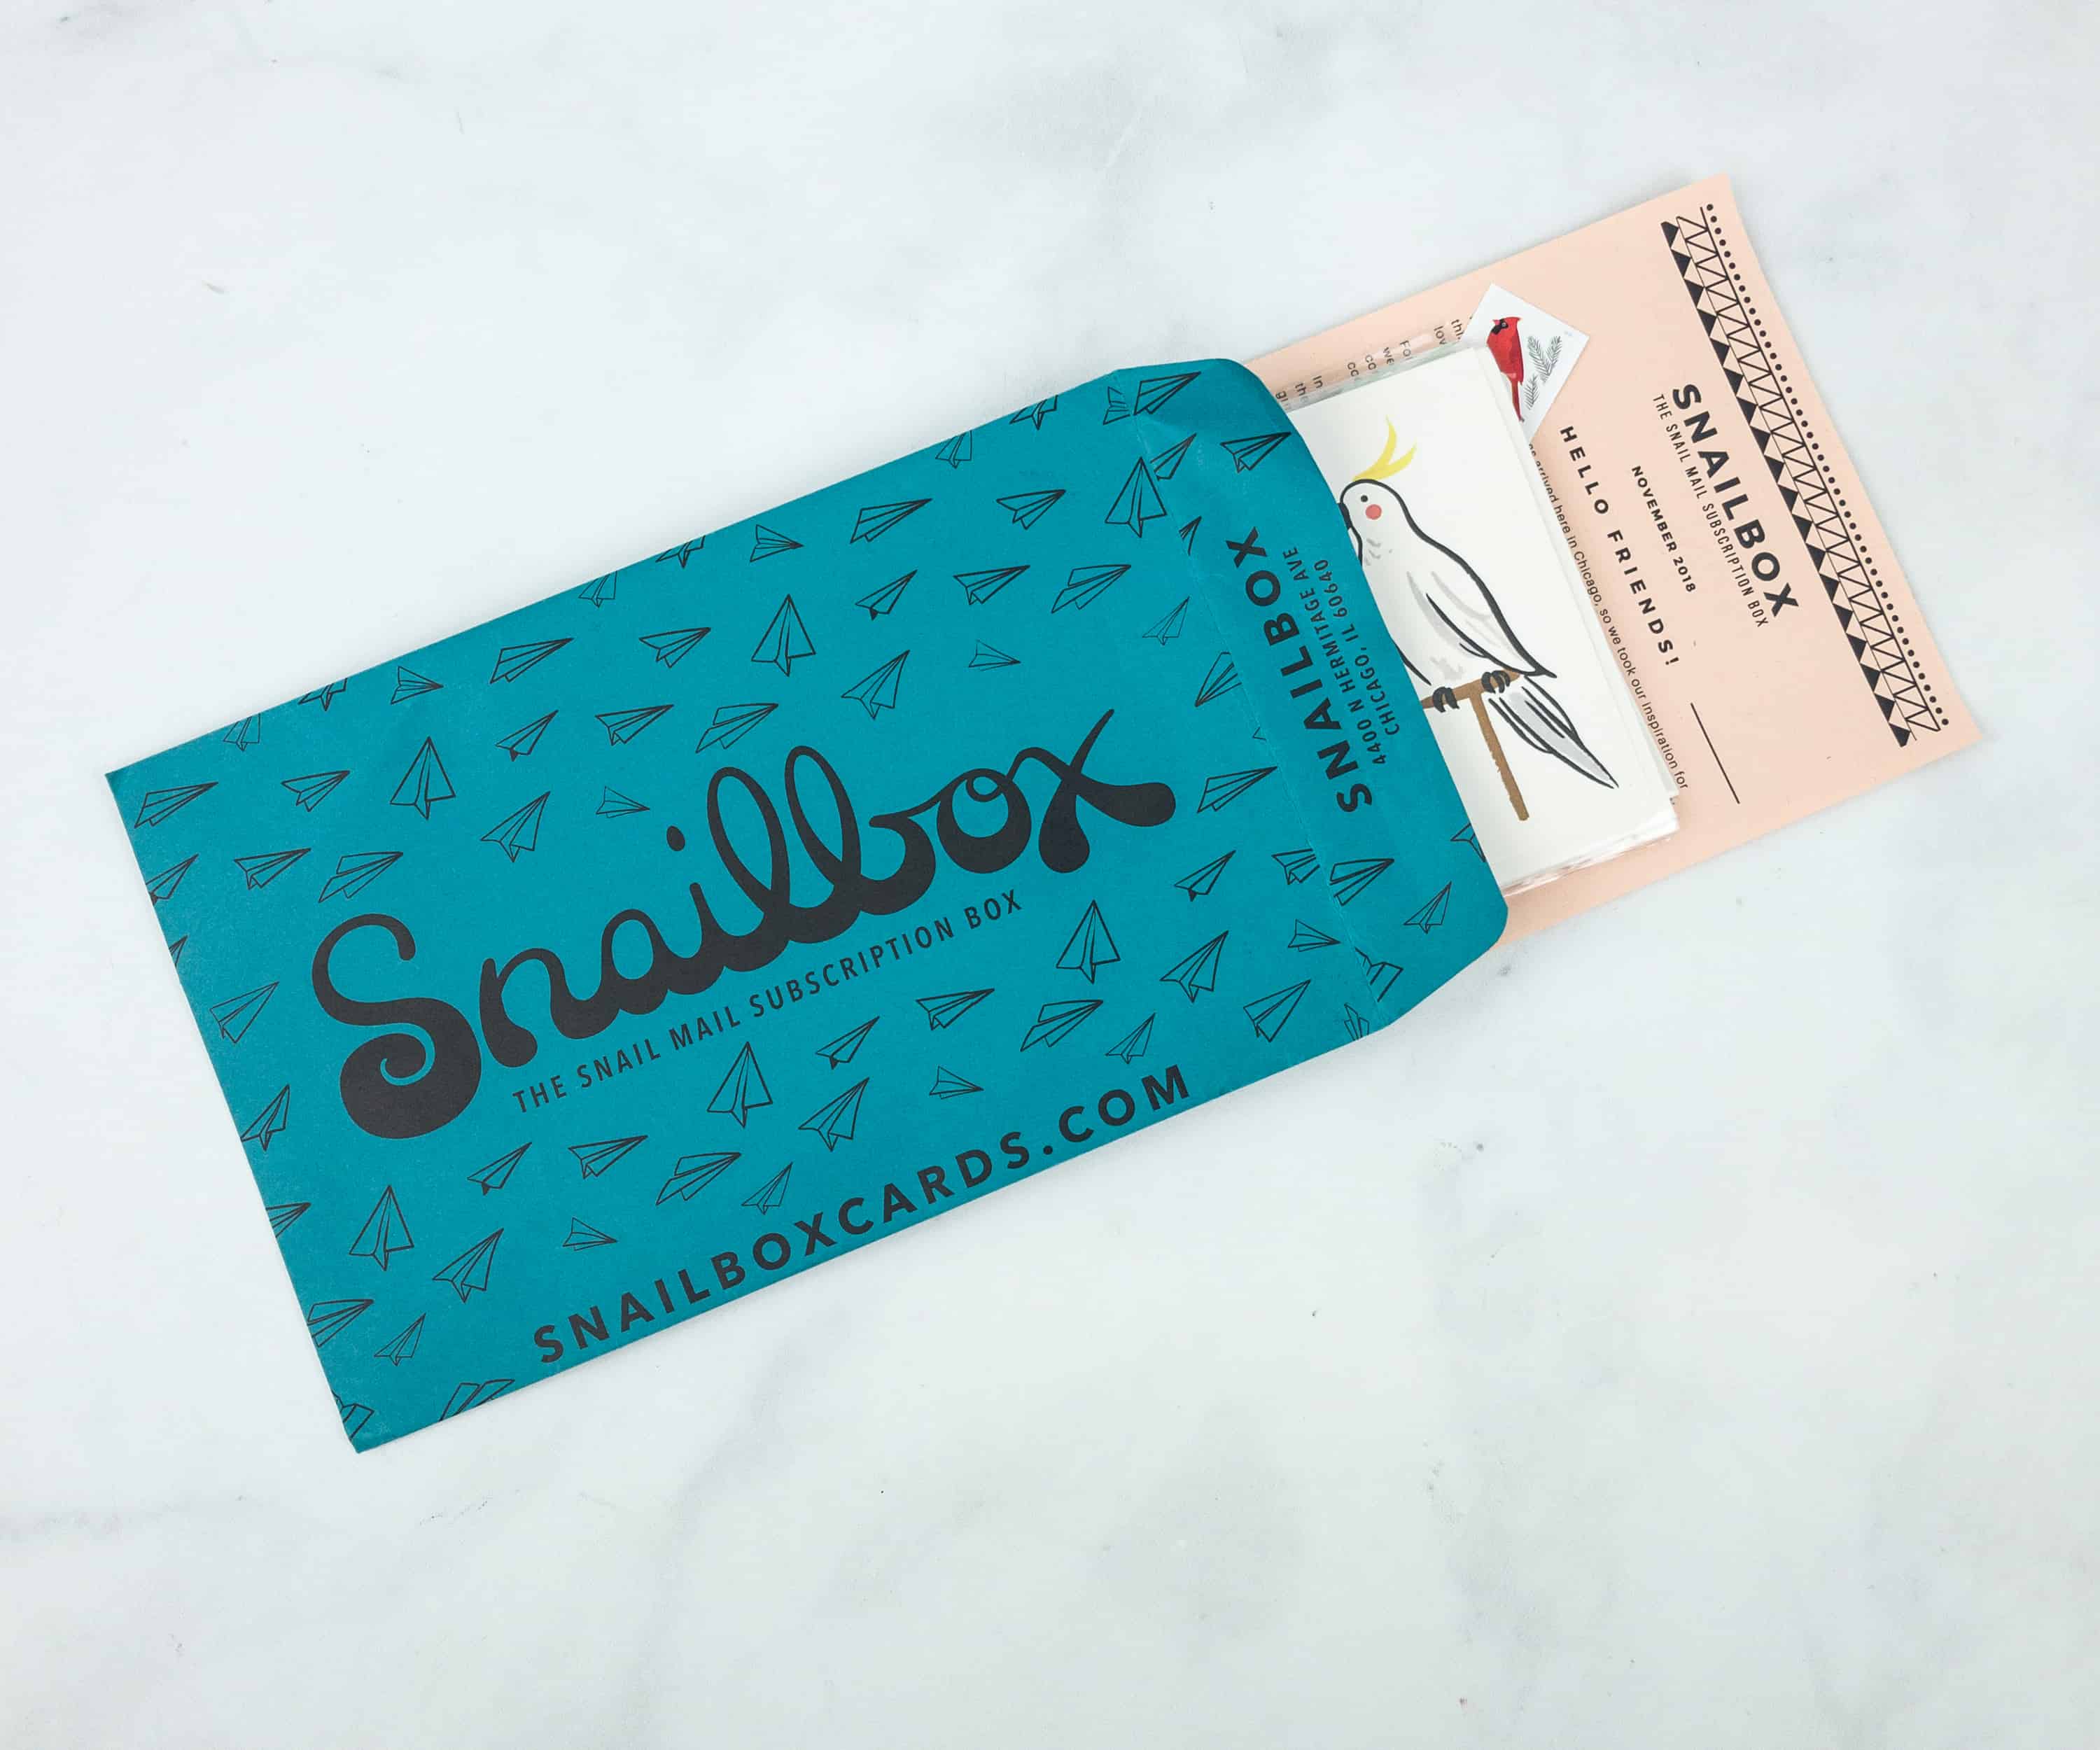 Snailbox
THE SNAIL MAIL SUBSCRIPTION BOX
SNAILBOXCARDS.COM
SNAILBOX
4400 N HERMITAGE AVE
CHICAGO, IL 60640
SNAILBOX
THE SNAIL MAIL SUBSCRIPTION BOX
NOVEMBER 2018
HELLO FRIENDS!
arrived here in Chicago, so we took our inspiration for